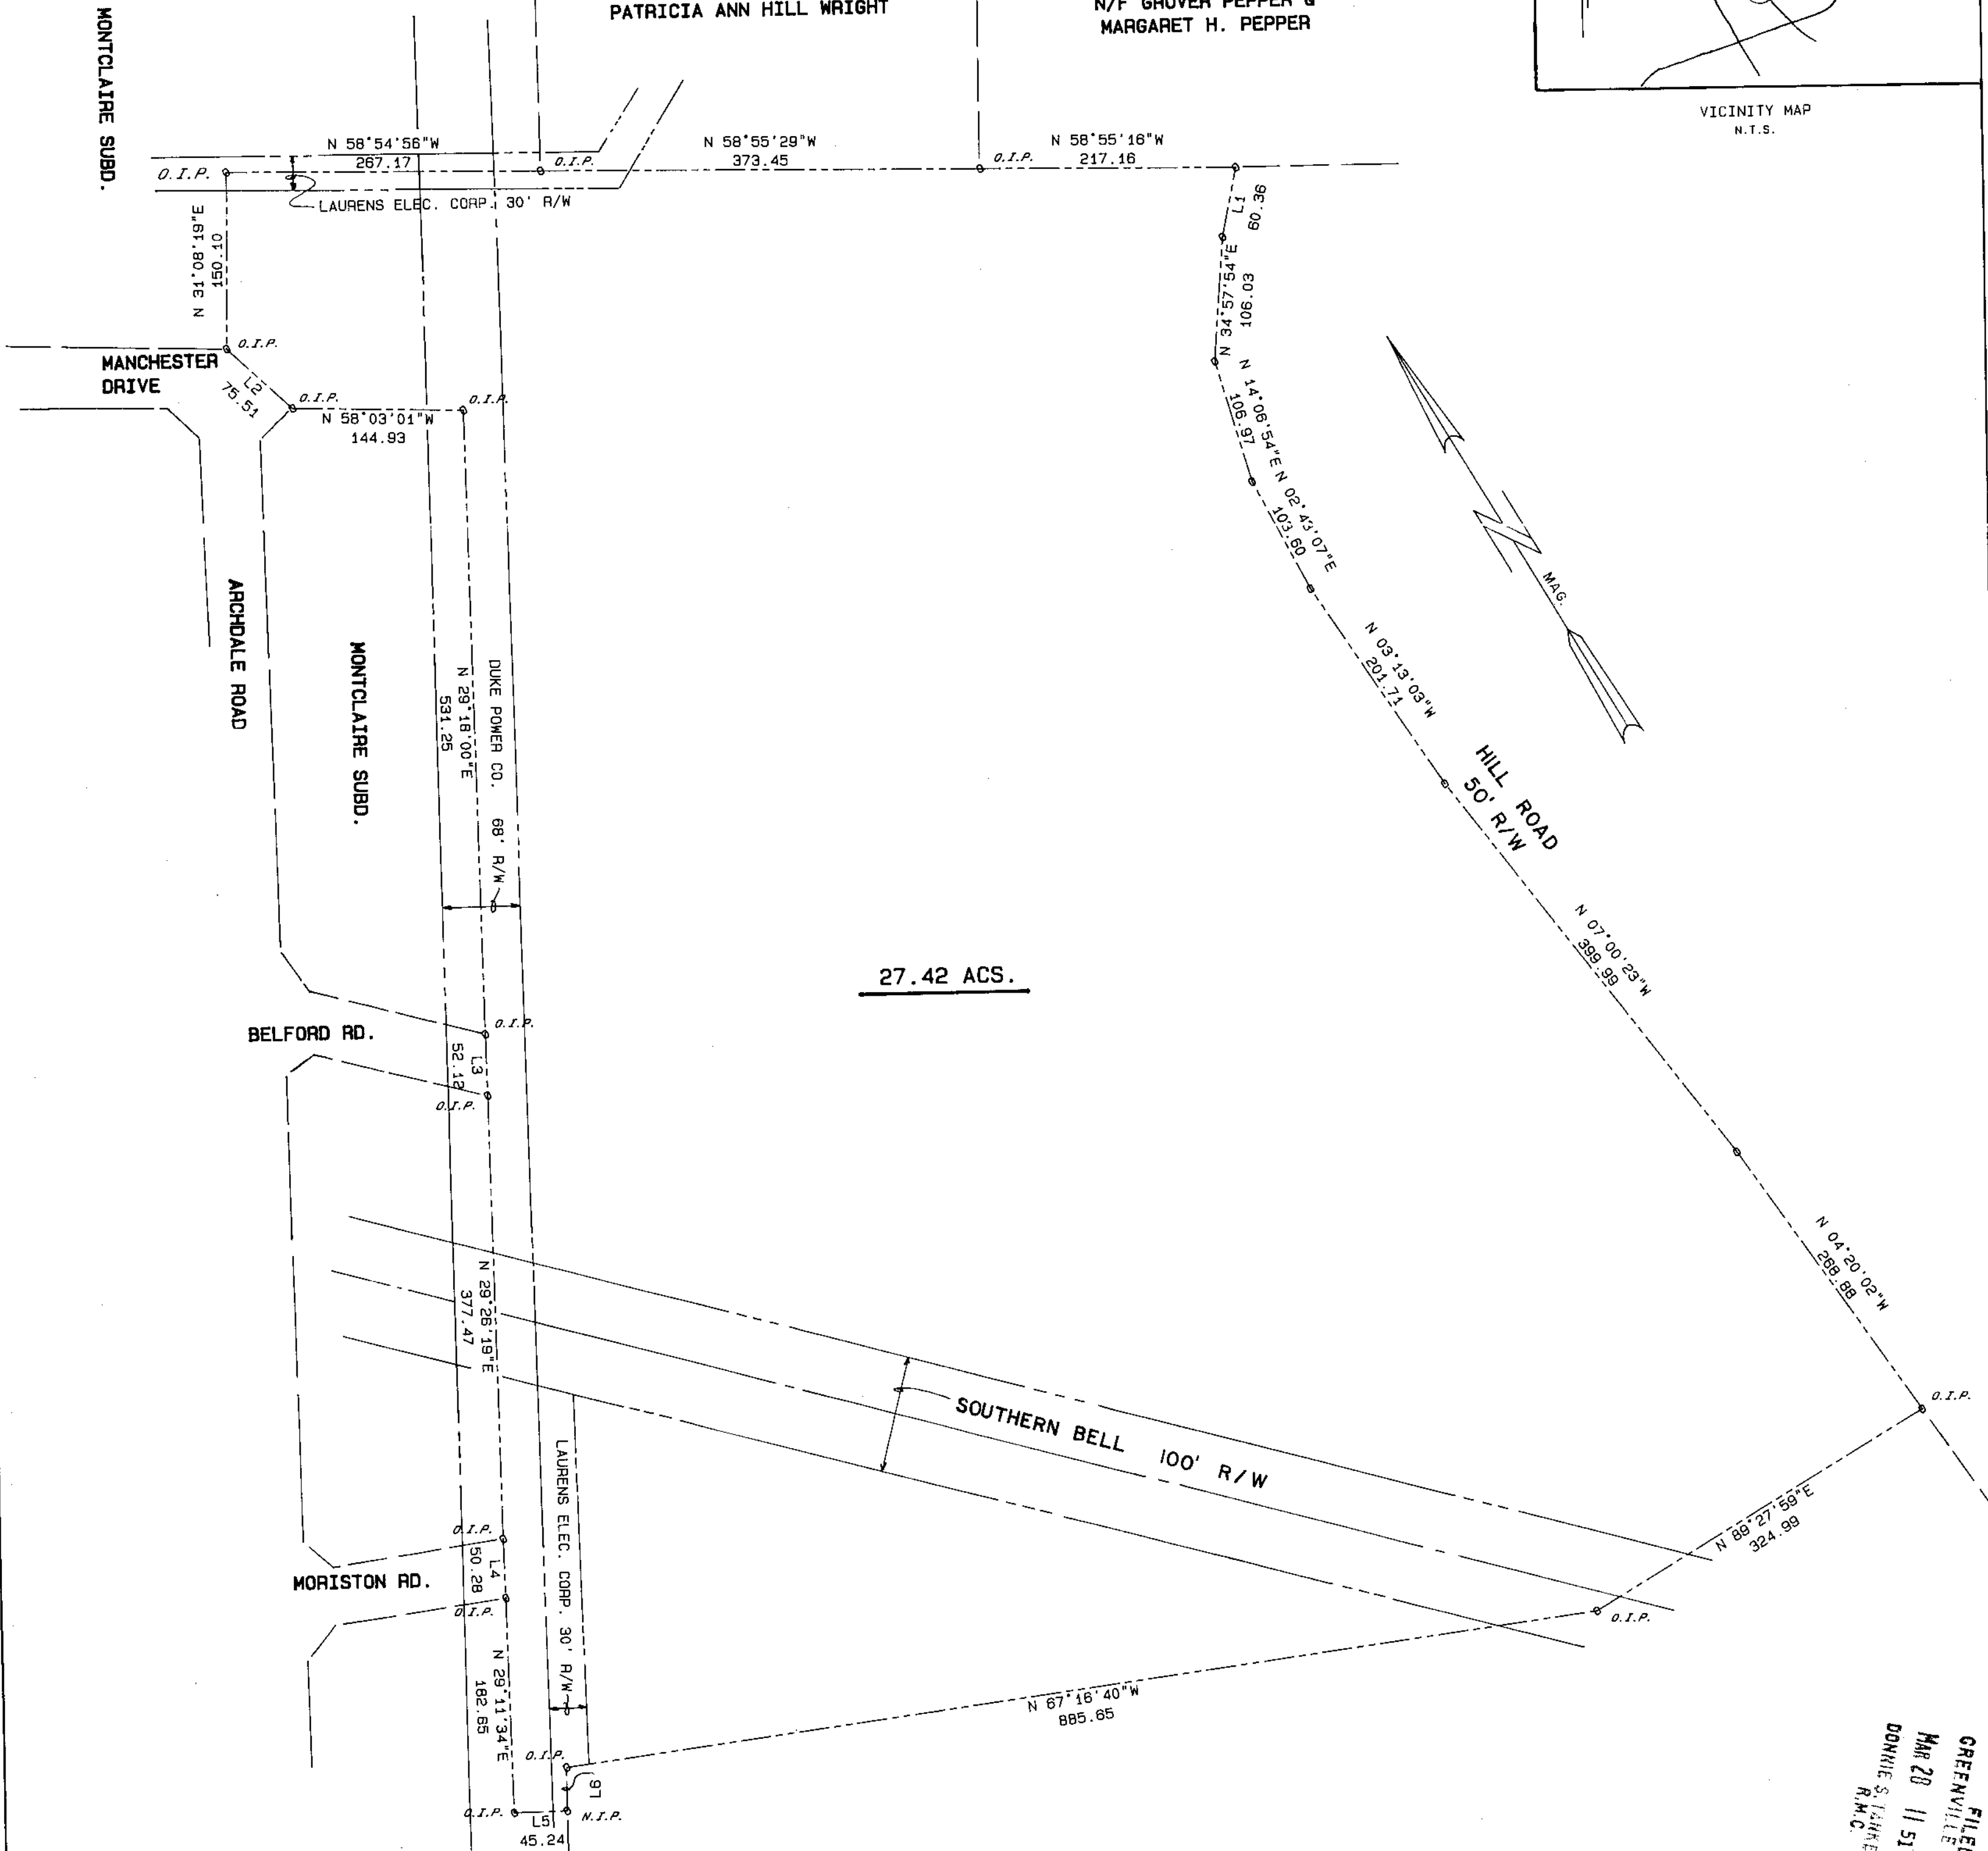 PATRICIA ANN HILL WRIGHT
N/F GROVER PEPPER &
MARGARET H. PEPPER
VICINITY MAP
N.T.S.
MONTCLAIRE SUBD.
N 58°54'56"W
267.17
O.I.P.
O.I.P.
N 58°55'29"W
373.45
O.I.P.
N 58°55'16"W
217.16
LAURENS ELEC. CORP. 30' R/W
L1
60.36
150.10
N 31°08'19"E
N 34°57'54"E
106.03
O.I.P.
MANCHESTER
DRIVE
L2
75.51
O.I.P.
N 58°03'01"W
144.93
O.I.P.
N 14°06'54"E
106.97
N 02°43'07"E
103.60
MAG.
ARCHDALE ROAD
MONTCLAIRE SUBD.
DUKE POWER CO. 68' R/W
N 29°18'00"E
531.25
N 03°13'03"W
201.71
HILL ROAD
50' R/W
N 07°00'23"W
399.99
27.42 ACS.
BELFORD RD.
O.I.P.
L3
52.12
O.I.P.
N 04°20'02"W
268.88
N 29°26'19"E
377.47
SOUTHERN BELL 100' R/W
O.I.P.
N 89°27'59"E
324.99
O.I.P.
LAURENS ELEC. CORP. 30' R/W
O.I.P.
L4
50.28
MORISTON RD.
O.I.P.
N 29°11'34"E
182.65
N 67°16'40"W
885.65
O.I.P.
L6
O.I.P.
L5
45.24
N.I.P.
FILED
GREENVILLE
MAR 28 11 51
DONNIE S.
R.M.C.